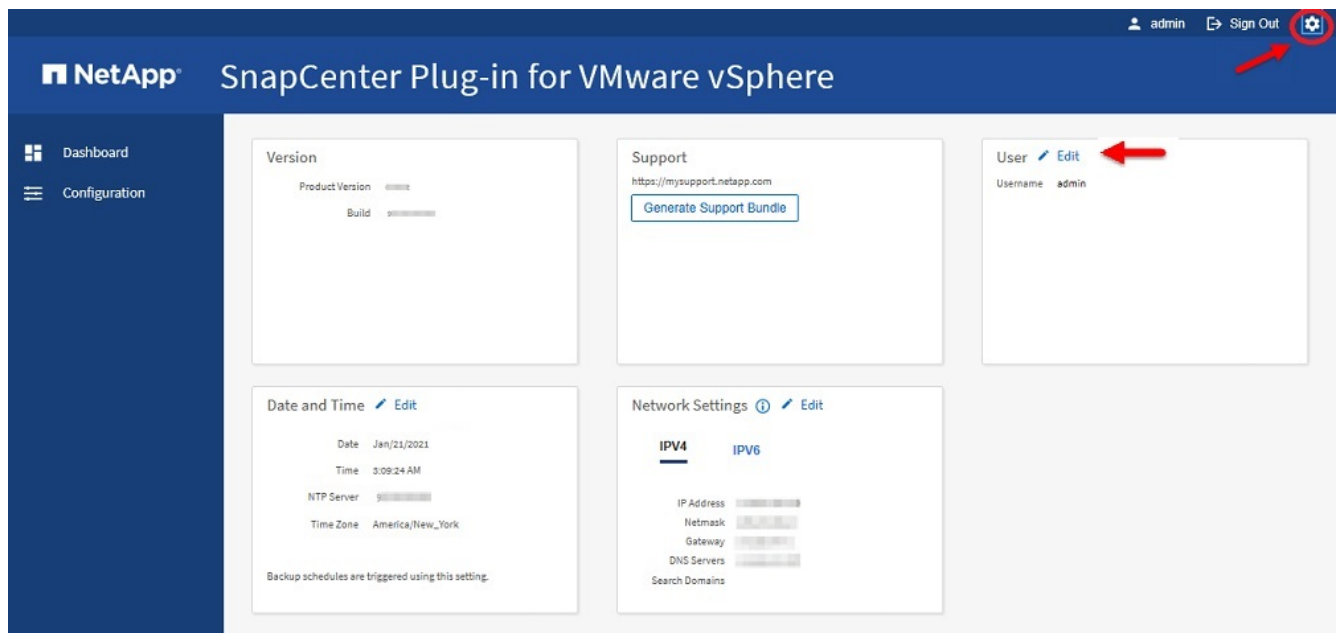 admin Sign Out
NetApp® SnapCenter Plug-in for VMware vSphere
Dashboard
Configuration
Version
Product Version
Build
Support
https://mysupport.netapp.com
Generate Support Bundle
User Edit
Username admin
Date and Time Edit
Date Jan/21/2021
Time 3:09:24 AM
NTP Server
Time Zone America/New_York
Backup schedules are triggered using this setting.
Network Settings Edit
IPV4 IPV6
IP Address
Netmask
Gateway
DNS Servers
Search Domains